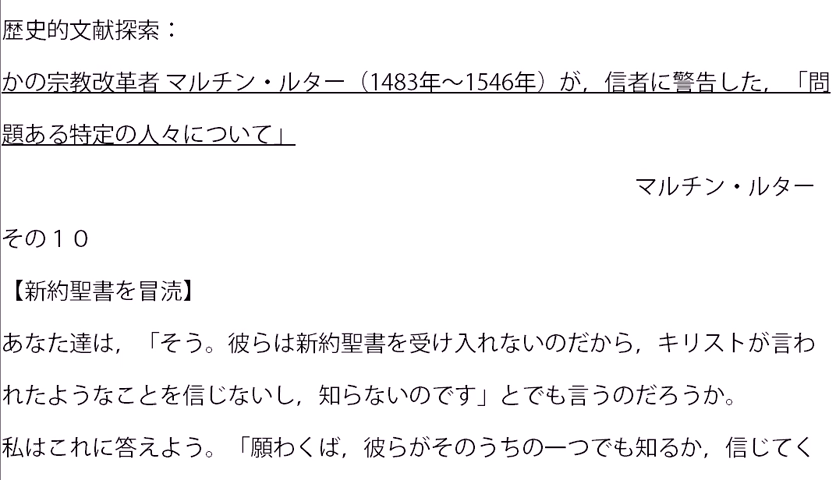 歴史的文献探索：
かの宗教改革者 マルチン・ルター（1483年～1546年）が，信者に警告した，「問
題ある特定の人々について」
マルチン・ルター
その１０
【新約聖書を冒涜】
あなた達は，「そう。彼らは新約聖書を受け入れないのだから，キリストが言わ
れたようなことを信じないし，知らないのです」とでも言うのだろうか。
私はこれに答えよう。「願わくば，彼らがそのうちの一つでも知るか，信じてく